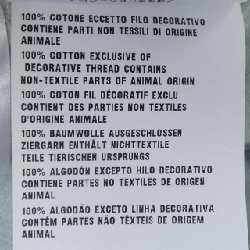 100% COTONE ECCETTO FILO DECORATIVO
CONTIENE PARTI NON TESSILI DI ORIGINE
ANIMALE
100% COTTON EXCLUSIVE OF
DECORATIVE THREAD CONTAINS
NON-TEXTILE PARTS OF ANIMAL ORIGIN
100% COTON FIL DÉCORATIF EXCLU
CONTIENT DES PARTIES NON TEXTILES
D'ORIGINE ANIMALE
100% BAUMWOLLE AUSGESCHLOSSEN
ZIERGARN ENTHÄLT NICHTTEXTILE
TEILE TIERISCHEN URSPRUNGS
100% ALGODÓN EXCEPTO HILO DECORATIVO
CONTIENE PARTES NO TEXTILES DE ORIGEN
ANIMAL
100% ALGODÃO EXCETO LINHA DECORATIVA
CONTÉM PARTES NÃO TÊXTEIS DE ORIGEM
ANIMAL